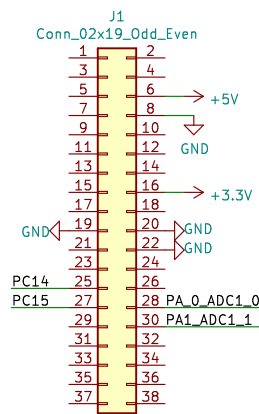 J1
Conn_02x19_Odd_Even
1 2
3 4
5 6 +5V
7 8
9 10 GND
11 12
13 14
15 16 +3.3V
17 18
GND 19 20 GND
21 22 GND
23 24
PC14 25 26
PC15 27 28 PA_0_ADC1_0
29 30 PA1_ADC1_1
31 32
33 34
35 36
37 38